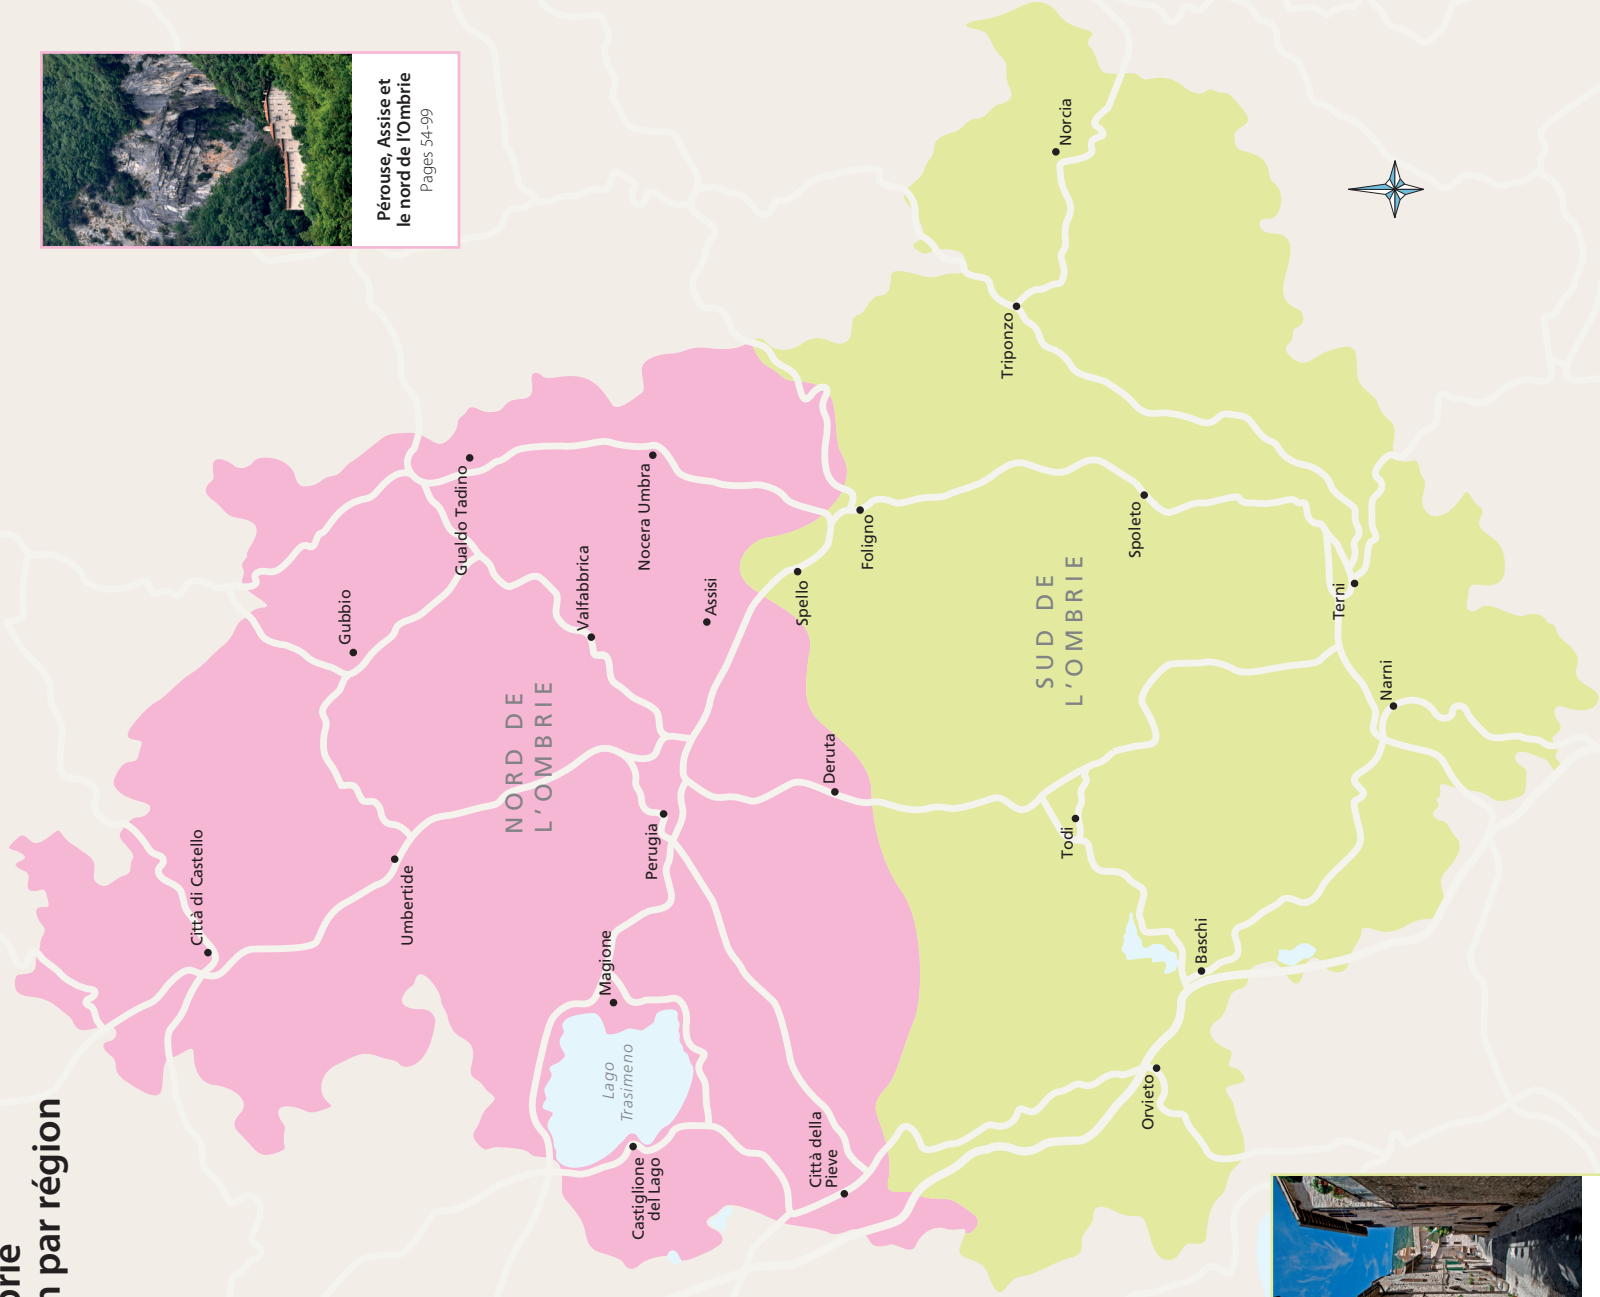 brie
n par région
Pérouse, Assise et
le nord de l'Ombrie
Pages 54-99
NORD DE
L'OMBRIE
SUD DE
L'OMBRIE
Città di Castello
Gubbio
Umbertide
Gualdo Tadino
Valfabbrica
Nocera Umbra
Assisi
Perugia
Magione
Lago
Trasimeno
Castiglione
del Lago
Città della
Pieve
Deruta
Spello
Foligno
Triponzo
Norcia
Spoleto
Todi
Baschi
Orvieto
Terni
Narni